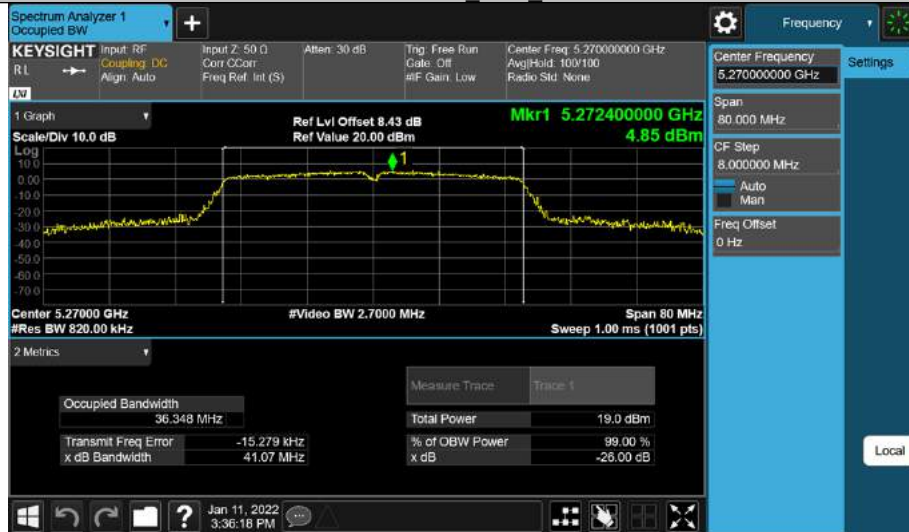 Spectrum Analyzer 1
Occupied BW
+
Frequency
KEYSIGHT
RL
LXI
Input: RF
Coupling: DC
Align: Auto
Input Z: 50 Ω
Corr CCorr
Freq Ref: Int (S)
Atten: 30 dB
Trig: Free Run
Gate: Off
#IF Gain: Low
Center Freq: 5.270000000 GHz
Avg|Hold: 100/100
Radio Std: None
Center Frequency
5.270000000 GHz
Settings
Span
80.000 MHz
CF Step
8.000000 MHz
Auto
Man
Freq Offset
0 Hz
Local
1 Graph
Scale/Div 10.0 dB
Ref Lvl Offset 8.43 dB
Ref Value 20.00 dBm
Mkr1 5.272400000 GHz
4.85 dBm
Log
10.0
0.00
-10.0
-20.0
-30.0
-40.0
-50.0
-60.0
-70.0
1
Center 5.27000 GHz
#Res BW 820.00 kHz
#Video BW 2.7000 MHz
Span 80 MHz
Sweep 1.00 ms (1001 pts)
2 Metrics
Measure Trace
Trace 1
Occupied Bandwidth
36.348 MHz
Total Power
19.0 dBm
Transmit Freq Error
-15.279 kHz
% of OBW Power
99.00 %
x dB Bandwidth
41.07 MHz
x dB
-26.00 dB
?
Jan 11, 2022
3:36:18 PM